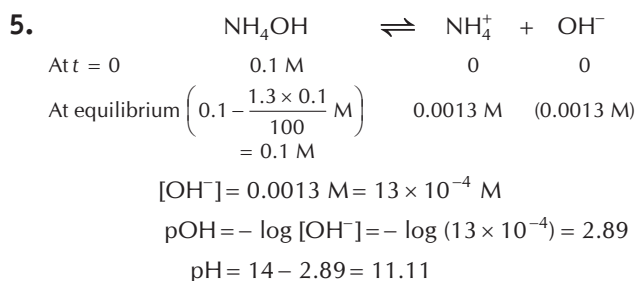 5. NH₄OH ⇌ NH₄⁺ + OH⁻
At t = 0 0.1 M 0 0
At equilibrium (0.1 − (1.3 × 0.1)/100 M) 0.0013 M (0.0013 M)
= 0.1 M
[OH⁻] = 0.0013 M = 13 × 10⁻⁴ M
pOH = − log [OH⁻] = − log (13 × 10⁻⁴) = 2.89
pH = 14 − 2.89 = 11.11